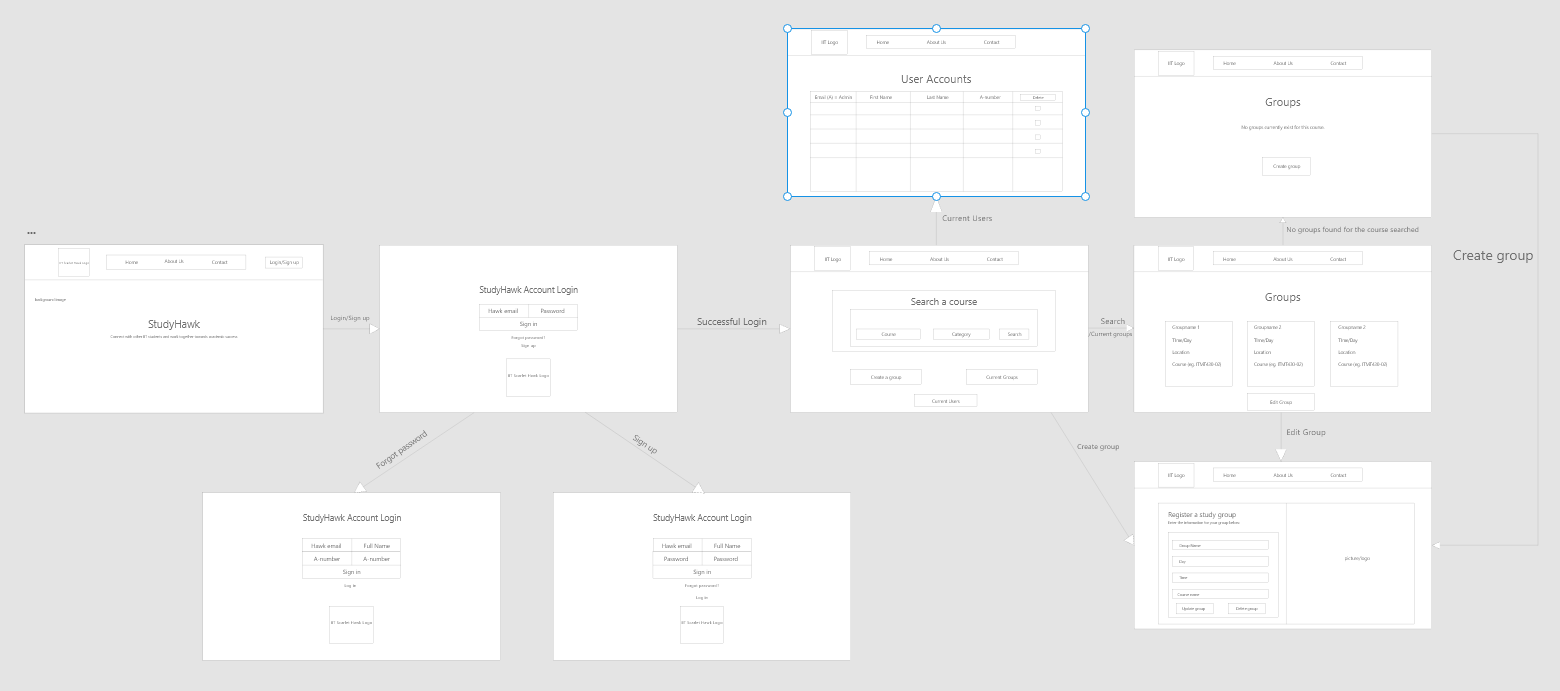 IIT Logo
Home
About Us
Contact
User Accounts
Email (A) = Admin
First Name
Last Name
A-number
Delete
IIT Logo
Home
About Us
Contact
Groups
No groups currently exist for this course.
Create group
Current Users
No groups found for the course searched
Create group
•••
IIT Scarlet Hawk Logo
Home
About Us
Contact
Login/Sign up
Background image
StudyHawk
Connect with other IIT students and work together towards academic success
Login/Sign up
StudyHawk Account Login
Hawk email
Password
Sign in
Forgot password?
Sign up
IIT Scarlet Hawk Logo
Successful Login
IIT Logo
Home
About Us
Contact
Search a course
Course
Category
Search
Create a group
Current Groups
Current Users
Search
/Current groups
IIT Logo
Home
About Us
Contact
Groups
Groupname 1
Time/Day
Location
Course (eg. ITMT430-02)
Groupname 2
Time/Day
Location
Course (eg. ITMT430-02)
Groupname 3
Time/Day
Location
Course (eg. ITMT430-02)
Edit Group
Forgot password
Sign up
Create group
Edit Group
StudyHawk Account Login
Hawk email
Full Name
A-number
A-number
Sign in
Log in
IIT Scarlet Hawk Logo
StudyHawk Account Login
Hawk email
Full Name
Password
Password
Sign in
Forgot password?
Log in
IIT Scarlet Hawk Logo
IIT Logo
Home
About Us
Contact
Register a study group
Enter the information for your group below.
Group Name
Day
Time
Course name
Update group
Delete group
picture/logo